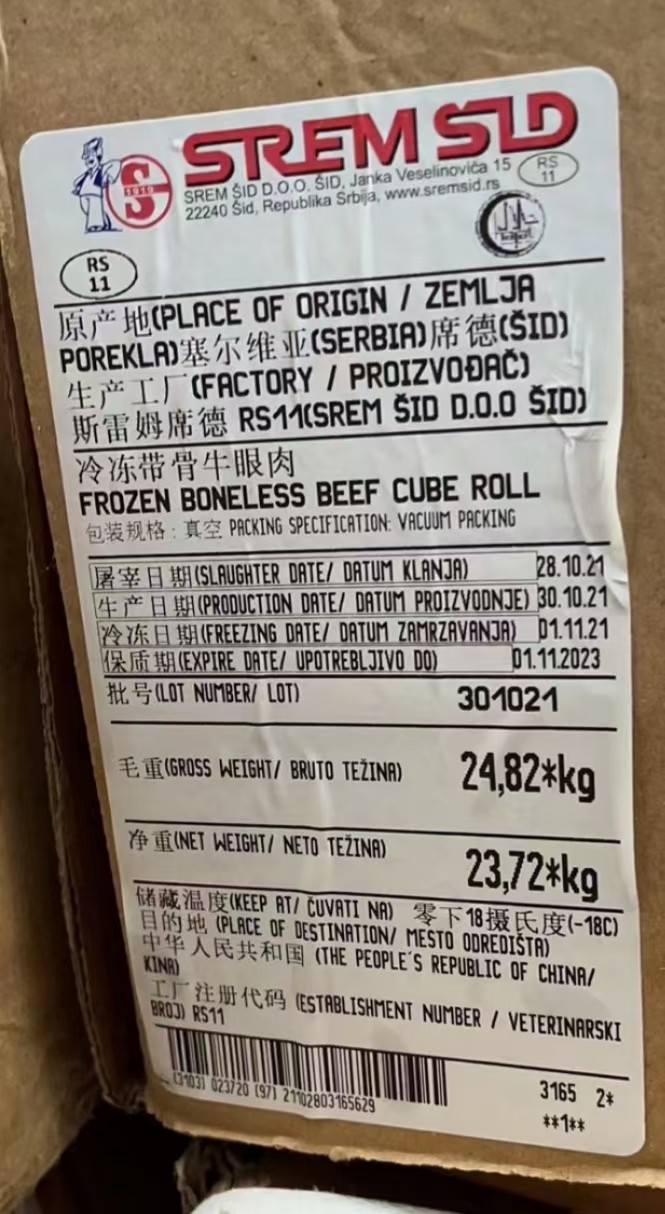 SREM ŠID
1910
S
SREM ŠID D.O.O. ŠID, Janka Veselinovića 15
22240 Šid, Republika Srbija, www.sremsid.rs
RS
11
RS
11
原产地(PLACE OF ORIGIN / ZEMLJA
POREKLA)塞尔维亚(SERBIA)席德(ŠID)
生产工厂(FACTORY / PROIZVOĐAČ)
斯雷姆席德 RS11(SREM ŠID D.O.O ŠID)
冷冻带骨牛眼肉
FROZEN BONELESS BEEF CUBE ROLL
包装规格：真空 PACKING SPECIFICATION: VACUUM PACKING
屠宰日期(SLAUGHTER DATE/ DATUM KLANJA) 28.10.21
生产日期(PRODUCTION DATE/ DATUM PROIZVODNJE) 30.10.21
冷冻日期(FREEZING DATE/ DATUM ZAMRZAVANJA) 01.11.21
保质期(EXPIRE DATE/ UPOTREBLJIVO DO) 01.11.2023
批号(LOT NUMBER/ LOT) 301021
毛重(GROSS WEIGHT/ BRUTO TEŽINA) 24,82*kg
净重(NET WEIGHT/ NETO TEŽINA) 23,72*kg
储藏温度(KEEP AT/ ČUVATI NA) 零下18摄氏度(-18C)
目的地 (PLACE OF DESTINATION/ MESTO ODREDIŠTA)
中华人民共和国 (THE PEOPLE'S REPUBLIC OF CHINA/
KINA)
工厂注册代码 (ESTABLISHMENT NUMBER / VETERINARSKI
BROJ) RS11
(3103) 023720 (97) 21102803165629
3165 2*
**1**